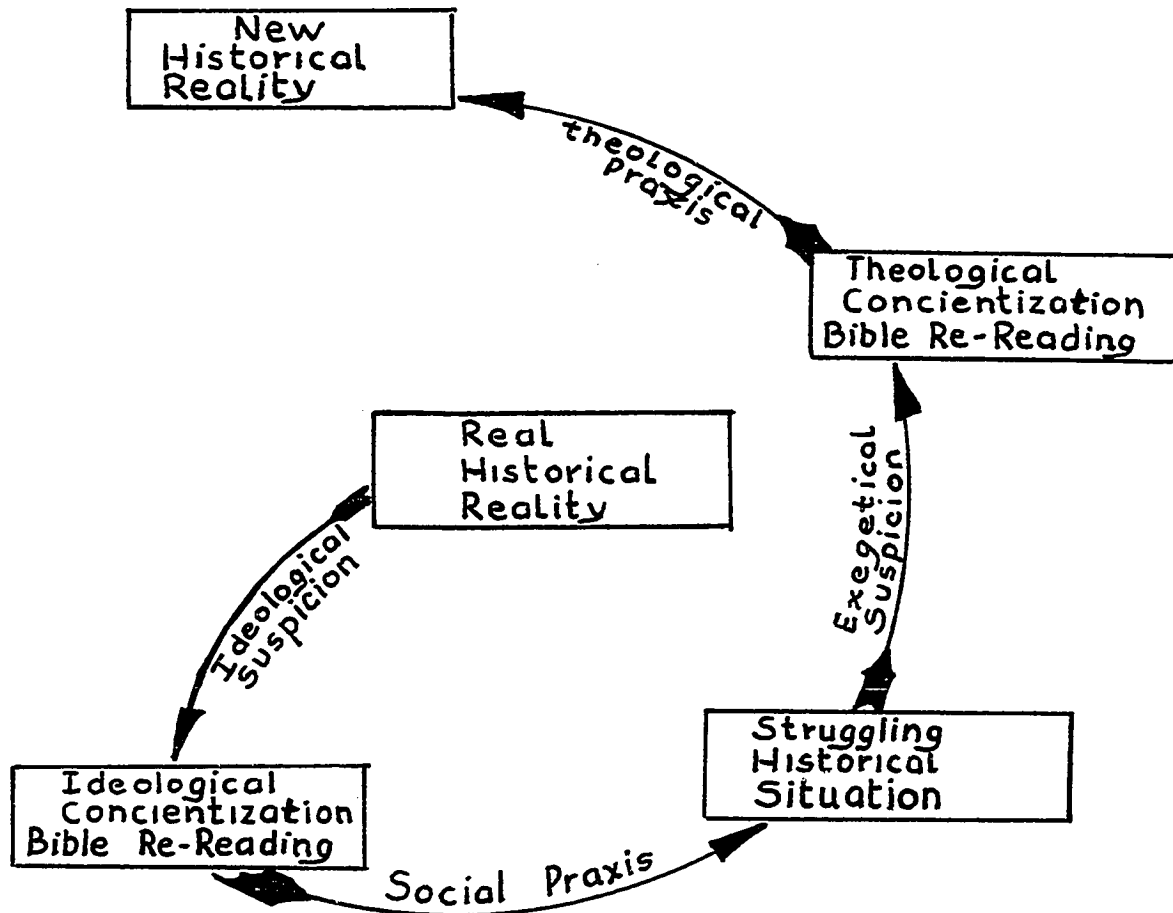 New
Historical
Reality
theological
praxis
Theological
Concientization
Bible Re-Reading
Real
Historical
Reality
Ideological
Suspicion
Exegetical
Suspicion
Struggling
Historical
Situation
Ideological
Concientization
Bible Re-Reading
Social Praxis